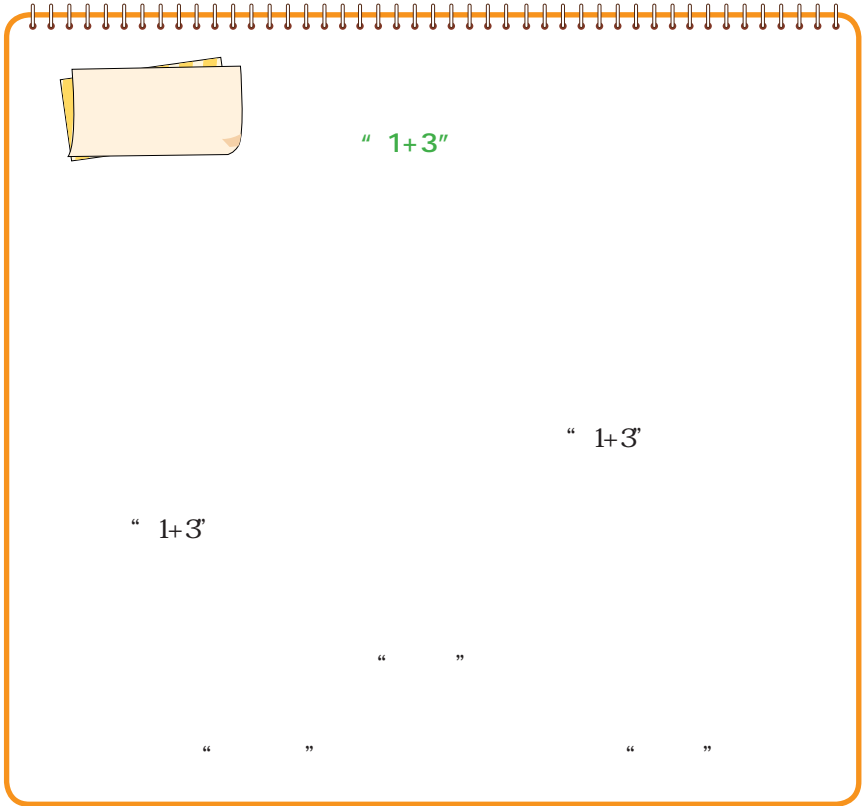 “ 1+3”
“ 1+3”
“ 1+3”
“ ”
“ ” “ ”